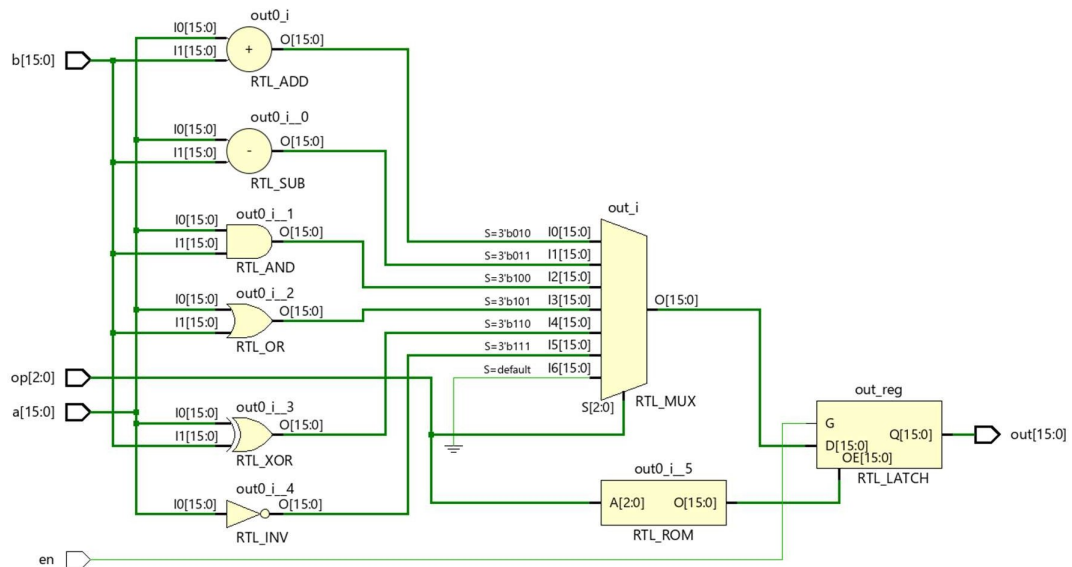 out0_i
I0[15:0]
O[15:0]
I1[15:0]
b[15:0]
RTL_ADD
out0_i__0
I0[15:0]
O[15:0]
I1[15:0]
RTL_SUB
out0_i__1
I0[15:0]
O[15:0]
I1[15:0]
RTL_AND
out0_i__2
I0[15:0]
O[15:0]
I1[15:0]
RTL_OR
op[2:0]
a[15:0]
out0_i__3
I0[15:0]
O[15:0]
I1[15:0]
RTL_XOR
out0_i__4
I0[15:0]
O[15:0]
RTL_INV
en
out_i
S=3'b010 I0[15:0]
S=3'b011 I1[15:0]
S=3'b100 I2[15:0]
S=3'b101 I3[15:0]
S=3'b110 I4[15:0]
S=3'b111 I5[15:0]
S=default I6[15:0]
O[15:0]
S[2:0]
RTL_MUX
out0_i__5
A[2:0] O[15:0]
RTL_ROM
out_reg
G
Q[15:0]
D[15:0]
OE[15:0]
RTL_LATCH
out[15:0]
+
-